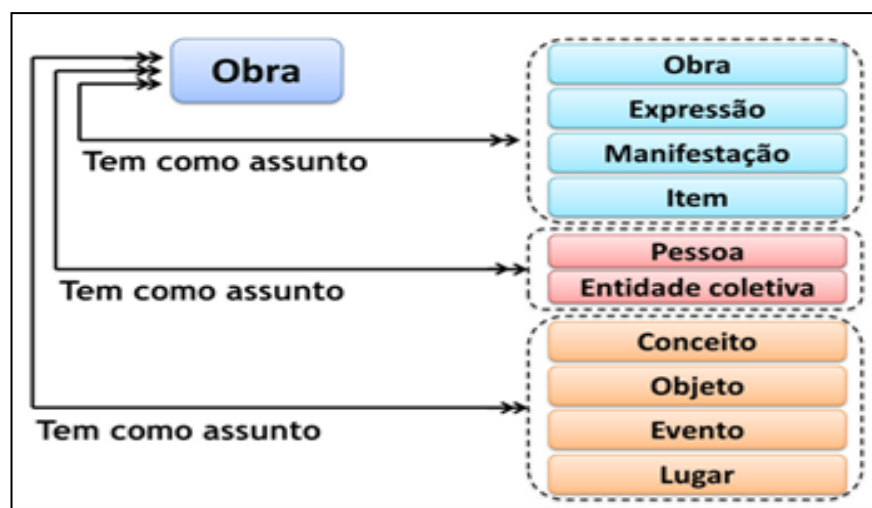 Obra
Obra
Expressão
Manifestação
Item
Tem como assunto
Pessoa
Entidade coletiva
Tem como assunto
Conceito
Objeto
Evento
Lugar
Tem como assunto